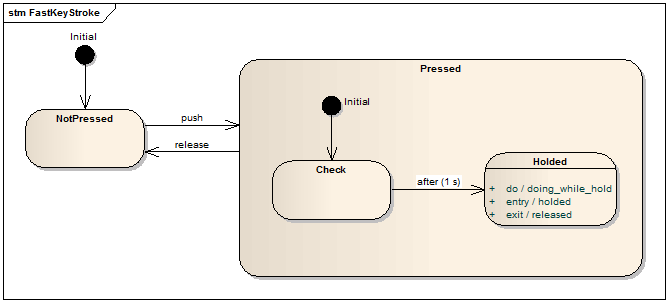 stm FastKeyStroke
Initial
NotPressed
push
release
Pressed
Initial
Check
after (1 s)
Holded
+ do / doing_while_hold
+ entry / holded
+ exit / released